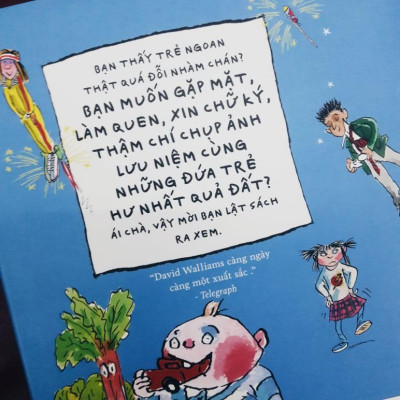 BẠN THẤY TRẺ NGOAN
THẬT QUÁ ĐỖI NHÀM CHÁN?
BẠN MUỐN GẶP MẶT,
LÀM QUEN, XIN CHỮ KÝ,
THẬM CHÍ CHỤP ẢNH
LƯU NIỆM CÙNG
NHỮNG ĐỨA TRẺ
HƯ NHẤT QUẢ ĐẤT?
ÁI CHÀ, VẬY MỜI BẠN LẬT SÁCH
RA XEM.
"David Walliams càng ngày
càng một xuất sắc ."
- Telegraph